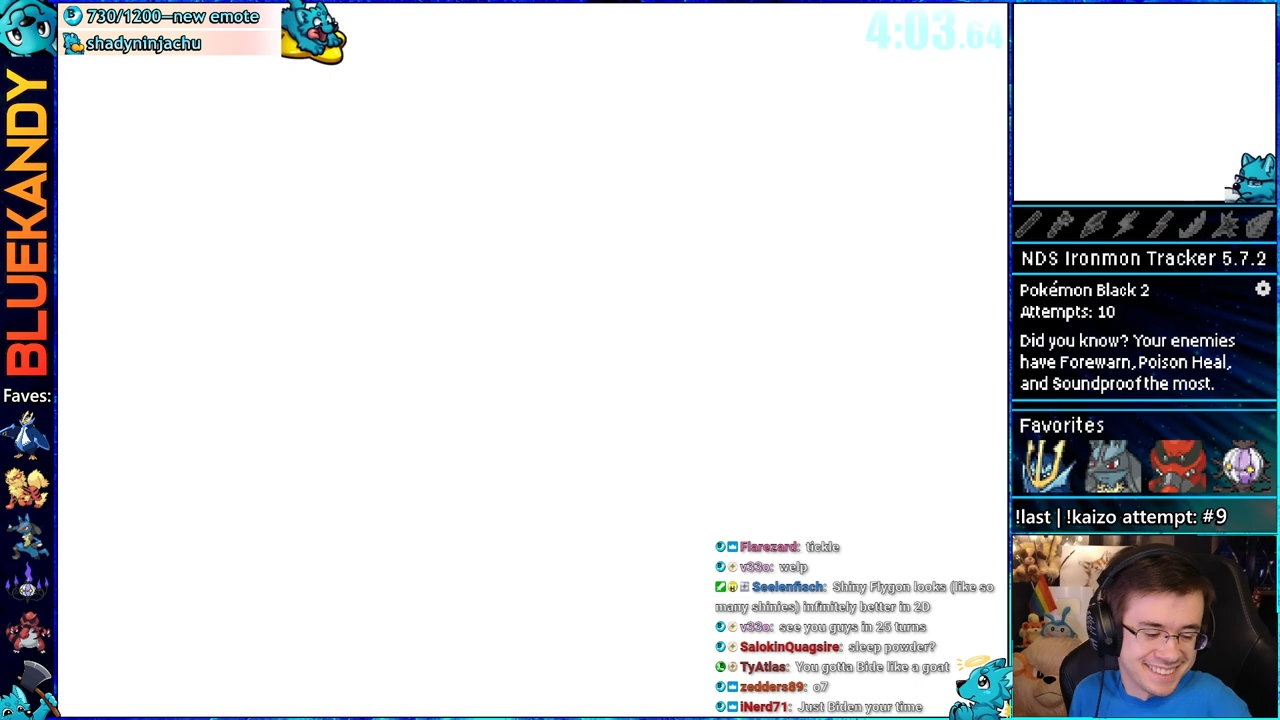 730/1200–new emote
shadyninjachu
4:03.64
BLUEKANDY
Faves:
NDS Ironmon Tracker 5.7.2
Pokémon Black 2
Attempts: 10
Did you know? Your enemies
have Forewarn, Poison Heal,
and Soundproof the most.
Favorites
!last | !kaizo attempt: #9
Flarezard: tickle
v33o: welp
Seelenfisch: Shiny Flygon looks (like so
many shinies) infinitely better in 2D
v33o: see you guys in 25 turns
SalokinQuagsire: sleep powder?
TyAtlas: You gotta Bide like a goat
zedders89: o7
iNerd71: Just Biden your time